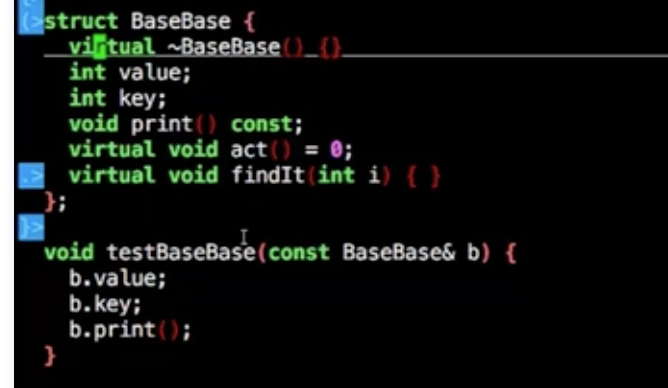 (>struct BaseBase {
virtual ~BaseBase() {}
int value;
int key;
void print() const;
virtual void act() = 0;
.> virtual void findIt(int i) { }
};
}>
void testBaseBase(const BaseBase& b) {
b.value;
b.key;
b.print();
}